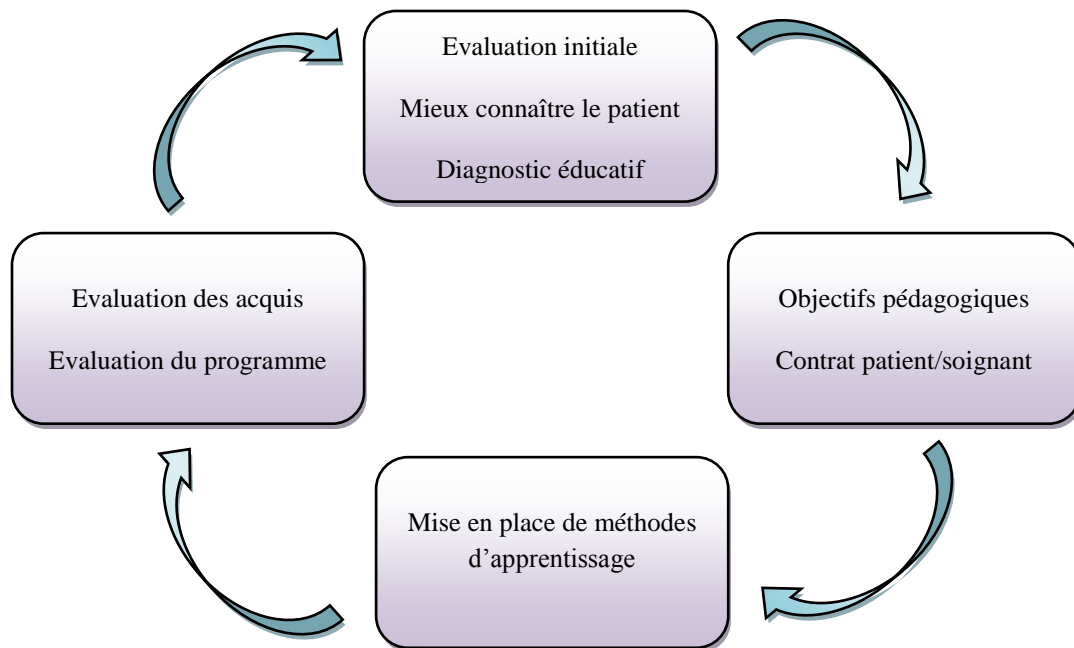 Evaluation initiale
Mieux connaître le patient
Diagnostic éducatif
Evaluation des acquis
Evaluation du programme
Objectifs pédagogiques
Contrat patient/soignant
Mise en place de méthodes
d’apprentissage